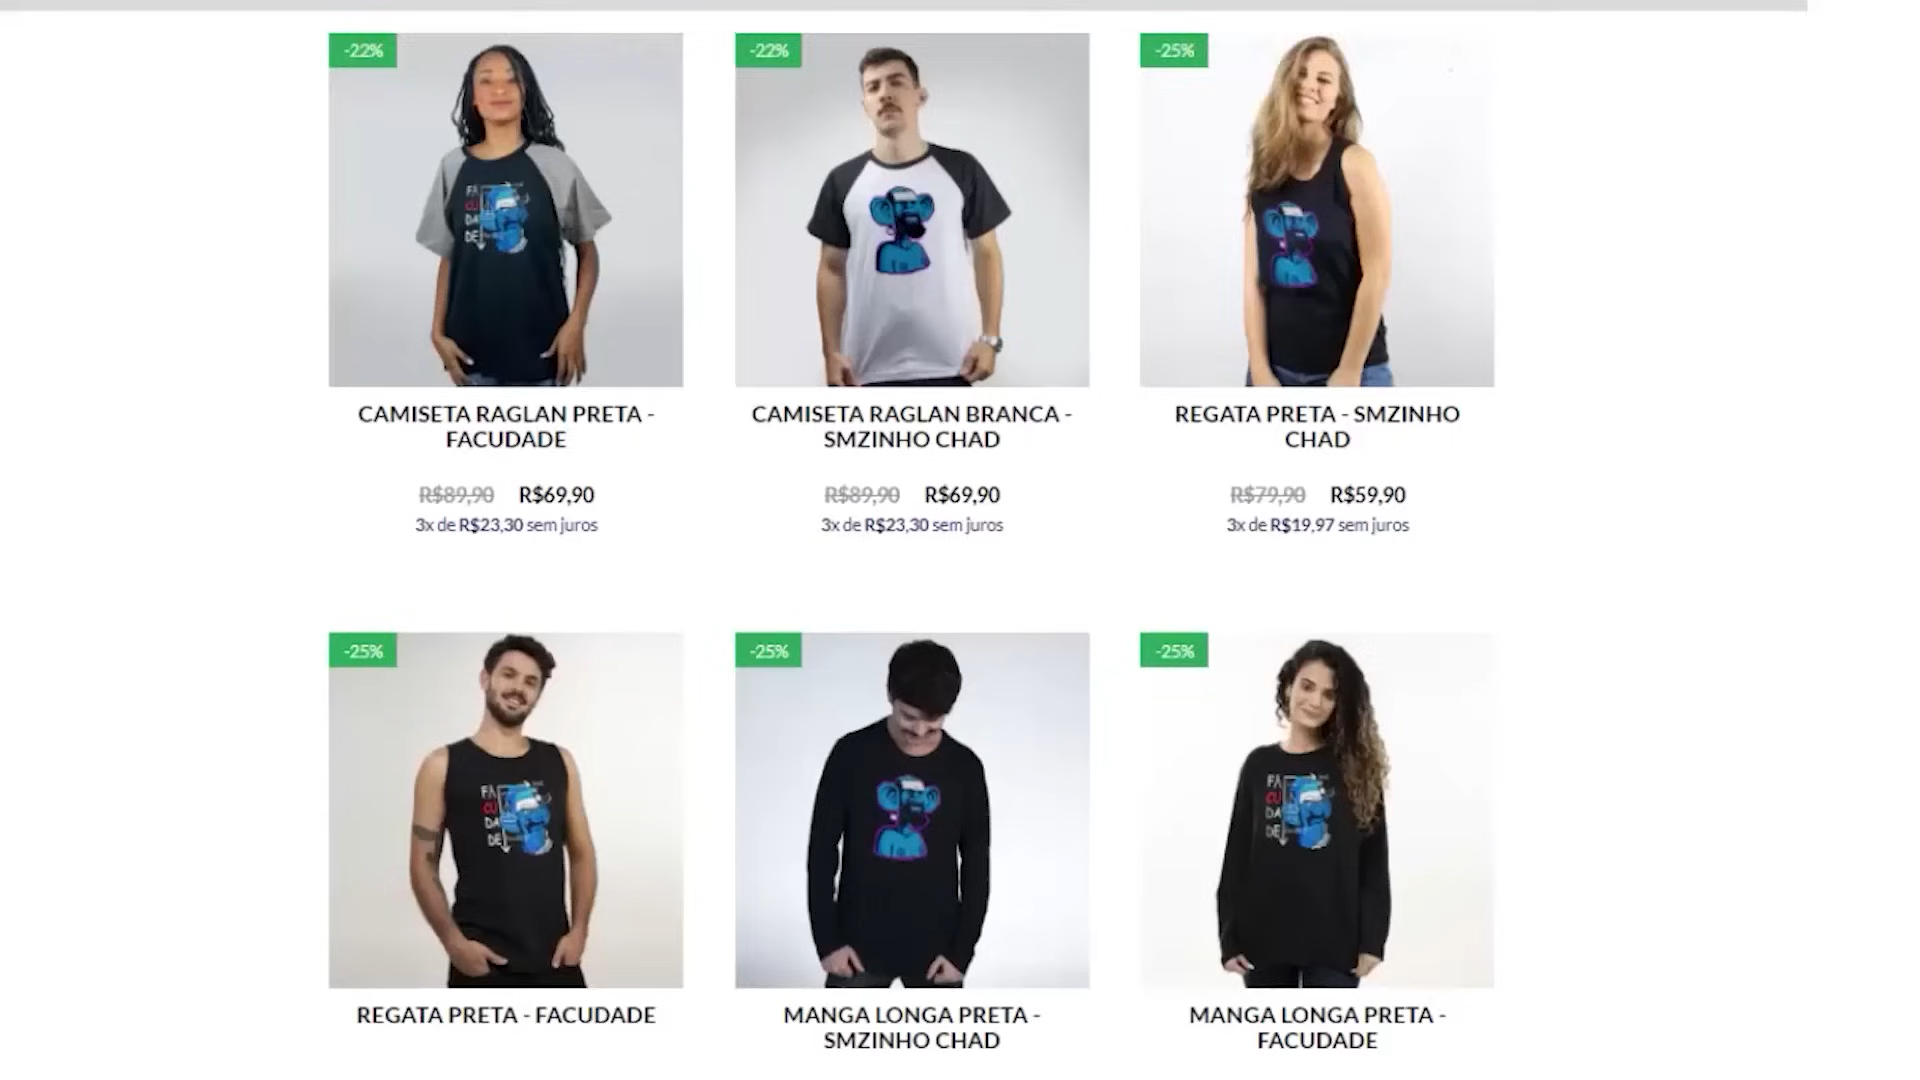 -22%
-22%
-25%
FA
CU
DA
DE
CAMISETA RAGLAN PRETA -
FACUDADE
CAMISETA RAGLAN BRANCA -
SMZINHO CHAD
REGATA PRETA - SMZINHO
CHAD
R$89,90 R$69,90
R$89,90 R$69,90
R$79,90 R$59,90
3x de R$23,30 sem juros
3x de R$23,30 sem juros
3x de R$19,97 sem juros
-25%
-25%
-25%
FA
CU
DA
DE
FA
CU
DA
DE
REGATA PRETA - FACUDADE
MANGA LONGA PRETA -
SMZINHO CHAD
MANGA LONGA PRETA -
FACUDADE